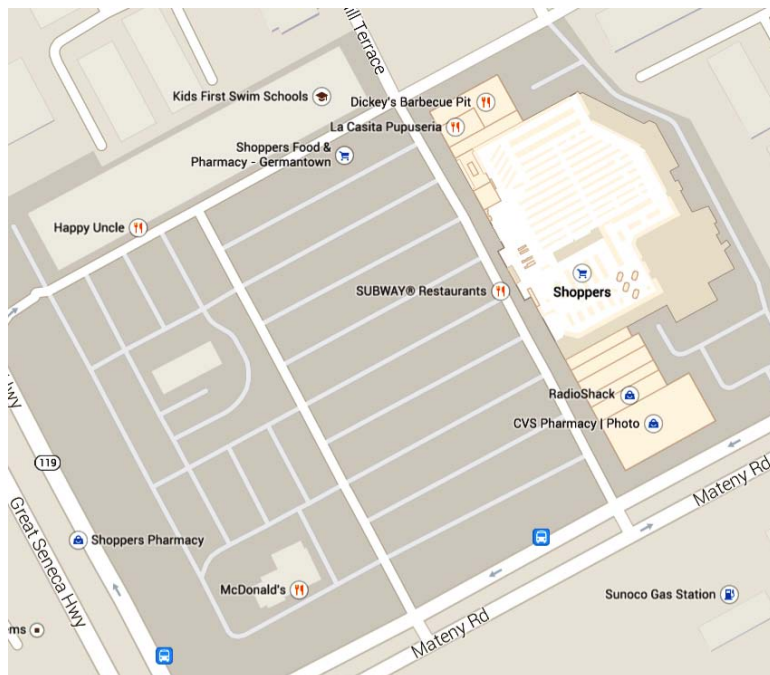 Terrace
Kids First Swim Schools
Dickey's Barbecue Pit
La Casita Pupuseria
Shoppers Food &
Pharmacy - Germantown
Happy Uncle
SUBWAY® Restaurants
Shoppers
RadioShack
CVS Pharmacy | Photo
119
Mateny Rd
Great Seneca Hwy
Shoppers Pharmacy
McDonald's
Sunoco Gas Station
Mateny Rd